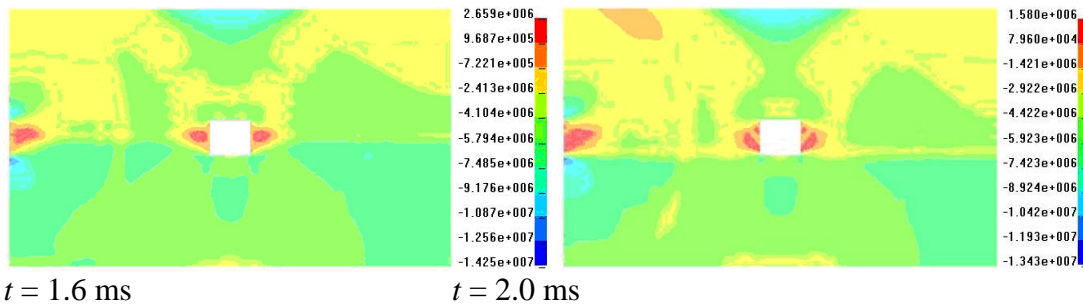 2.659e+006
9.687e+005
-7.221e+005
-2.413e+006
-4.104e+006
-5.794e+006
-7.485e+006
-9.176e+006
-1.087e+007
-1.256e+007
-1.425e+007
1.580e+006
7.960e+004
-1.421e+006
-2.922e+006
-4.422e+006
-5.923e+006
-7.423e+006
-8.924e+006
-1.042e+007
-1.193e+007
-1.343e+007
t = 1.6 ms
t = 2.0 ms